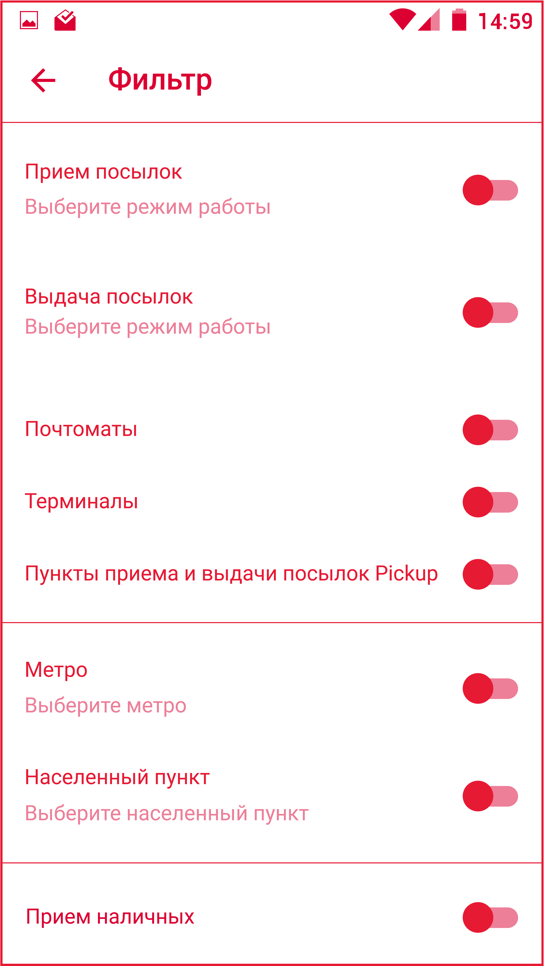 14:59
Фильтр
Прием посылок
Выберите режим работы
Выдача посылок
Выберите режим работы
Почтоматы
Терминалы
Пункты приема и выдачи посылок Pickup
Метро
Выберите метро
Населенный пункт
Выберите населенный пункт
Прием наличных